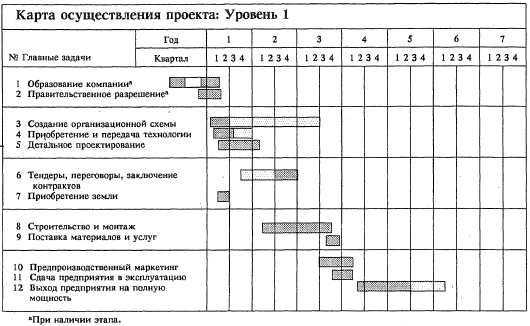 Карта осуществления проекта: Уровень 1
Год 1 2 3 4 5 6 7
№ Главные задачи Квартал 1 2 3 4 1 2 3 4 1 2 3 4 1 2 3 4 1 2 3 4 1 2 3 4 1 2 3 4
1 Образование компанииª
2 Правительственное разрешениеª
3 Создание организационной схемы
4 Приобретение и передача технологии
5 Детальное проектирование
6 Тендеры, переговоры, заключение
контрактов
7 Приобретение земли
8 Строительство и монтаж
9 Поставка материалов и услуг
10 Предпроизводственный маркетинг
11 Сдача предприятия в эксплуатацию
12 Выход предприятия на полную
мощность
ªПри наличии этапа.